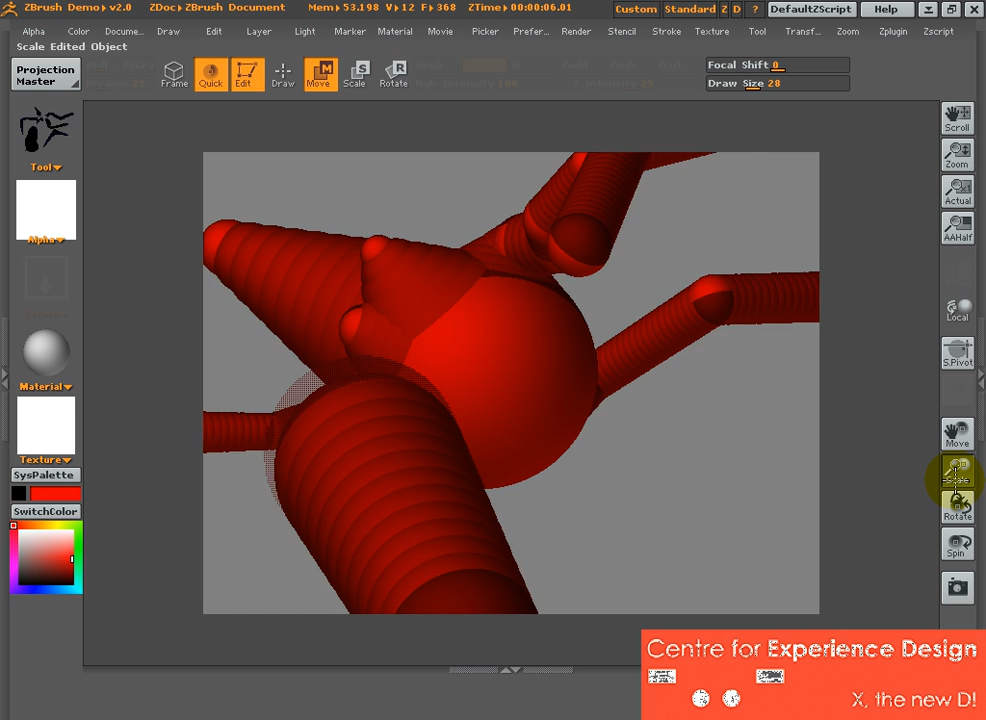 ZBrush Demo v2.0 ZDoc ZBrush Document Mem 53.198 V 12 F 368 ZTime 00:00:06.01 Custom Standard Z D ? DefaultZScript Help
Alpha Color Docume... Draw Edit Layer Light Marker Material Movie Picker Prefer... Render Stencil Stroke Texture Tool Transf... Zoom Zplugin Zscript
Scale Edited Object
Projection
Master
Frame Quick Edit Draw Move Scale Rotate
M S R
Focal Shift 0
Draw Size 28
Tool
Alpha
Material
Texture
SysPalette
SwitchColor
Scroll
Zoom
Actual
AAHalf
Local
S.Pivot
Move
Scale
Rotate
Spin
Centre for Experience Design
X, the new D!